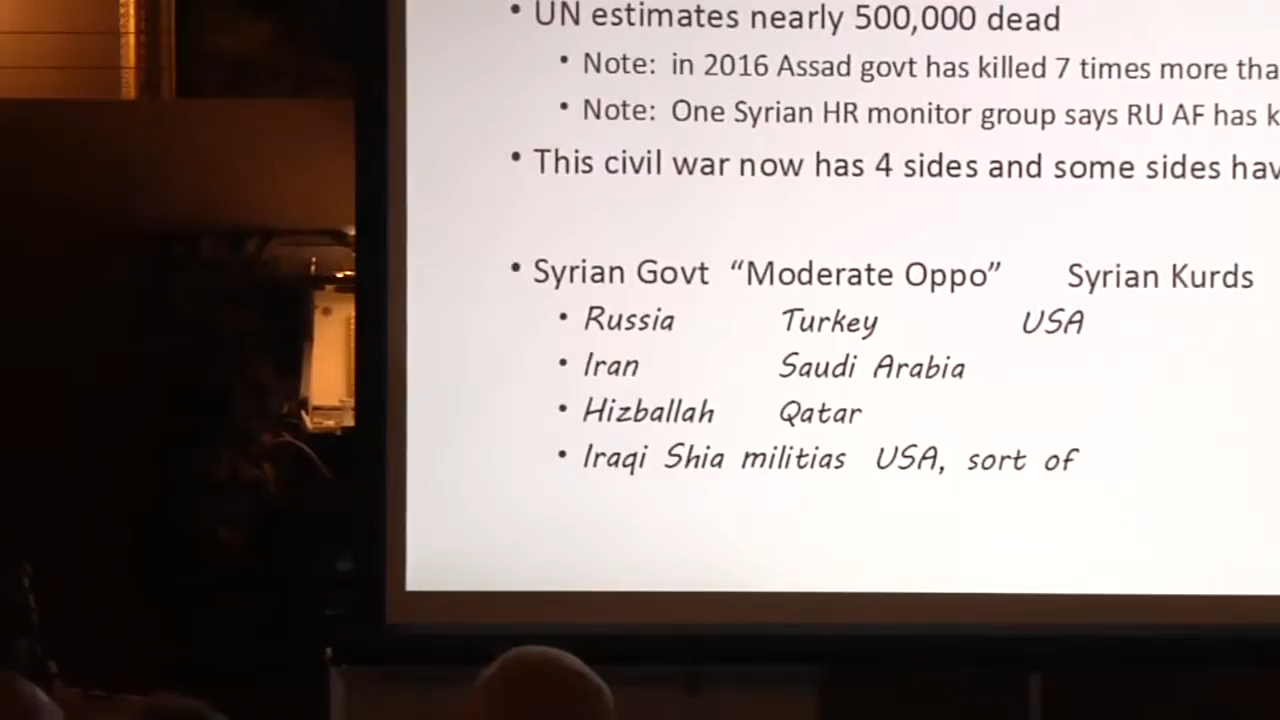 • UN estimates nearly 500,000 dead
• Note: in 2016 Assad govt has killed 7 times more
• Note: One Syrian HR monitor group says RU AF has
• This civil war now has 4 sides and some sides
• Syrian Govt “Moderate Oppo” Syrian Kurds
• Russia Turkey USA
• Iran Saudi Arabia
• Hizballah Qatar
• Iraqi Shia militias USA, sort of